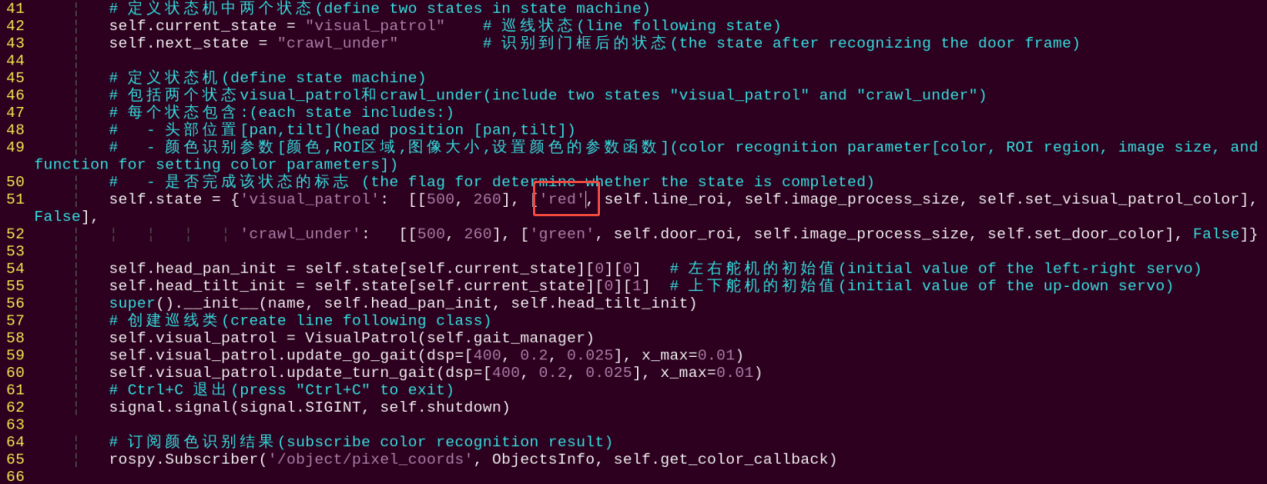 41 # 定义状态机中两个状态(define two states in state machine)
42 self.current_state = "visual_patrol" # 巡线状态(line following state)
43 self.next_state = "crawl_under" # 识别到门框后的状态(the state after recognizing the door frame)
44
45 # 定义状态机(define state machine)
46 # 包括两个状态visual_patrol和crawl_under(include two states "visual_patrol" and "crawl_under")
47 # 每个状态包含:(each state includes:)
48 # - 头部位置[pan,tilt](head position [pan,tilt])
49 # - 颜色识别参数[颜色,ROI区域,图像大小,设置颜色的参数函数](color recognition parameter[color, ROI region, image size, and
function for setting color parameters])
50 # - 是否完成该状态的标志 (the flag for determine whether the state is completed)
51 self.state = {'visual_patrol': [[500, 260], ['red', self.line_roi, self.image_process_size, self.set_visual_patrol_color],
False],
52 'crawl_under': [[500, 260], ['green', self.door_roi, self.image_process_size, self.set_door_color], False]}
53
54 self.head_pan_init = self.state[self.current_state][0][0] # 左右舵机的初始值(initial value of the left-right servo)
55 self.head_tilt_init = self.state[self.current_state][0][1] # 上下舵机的初始值(initial value of the up-down servo)
56 super().__init__(name, self.head_pan_init, self.head_tilt_init)
57 # 创建巡线类(create line following class)
58 self.visual_patrol = VisualPatrol(self.gait_manager)
59 self.visual_patrol.update_go_gait(dsp=[400, 0.2, 0.025], x_max=0.01)
60 self.visual_patrol.update_turn_gait(dsp=[400, 0.2, 0.025], x_max=0.01)
61 # Ctrl+C 退出(press "Ctrl+C" to exit)
62 signal.signal(signal.SIGINT, self.shutdown)
63
64 # 订阅颜色识别结果(subscribe color recognition result)
65 rospy.Subscriber('/object/pixel_coords', ObjectsInfo, self.get_color_callback)
66